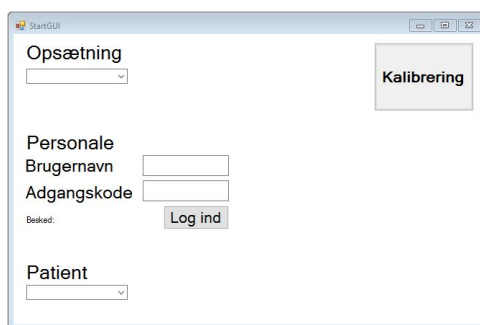 StartGUI
Opsætning
Kalibrering
Personale
Brugernavn
Adgangskode
Besked:
Log ind
Patient